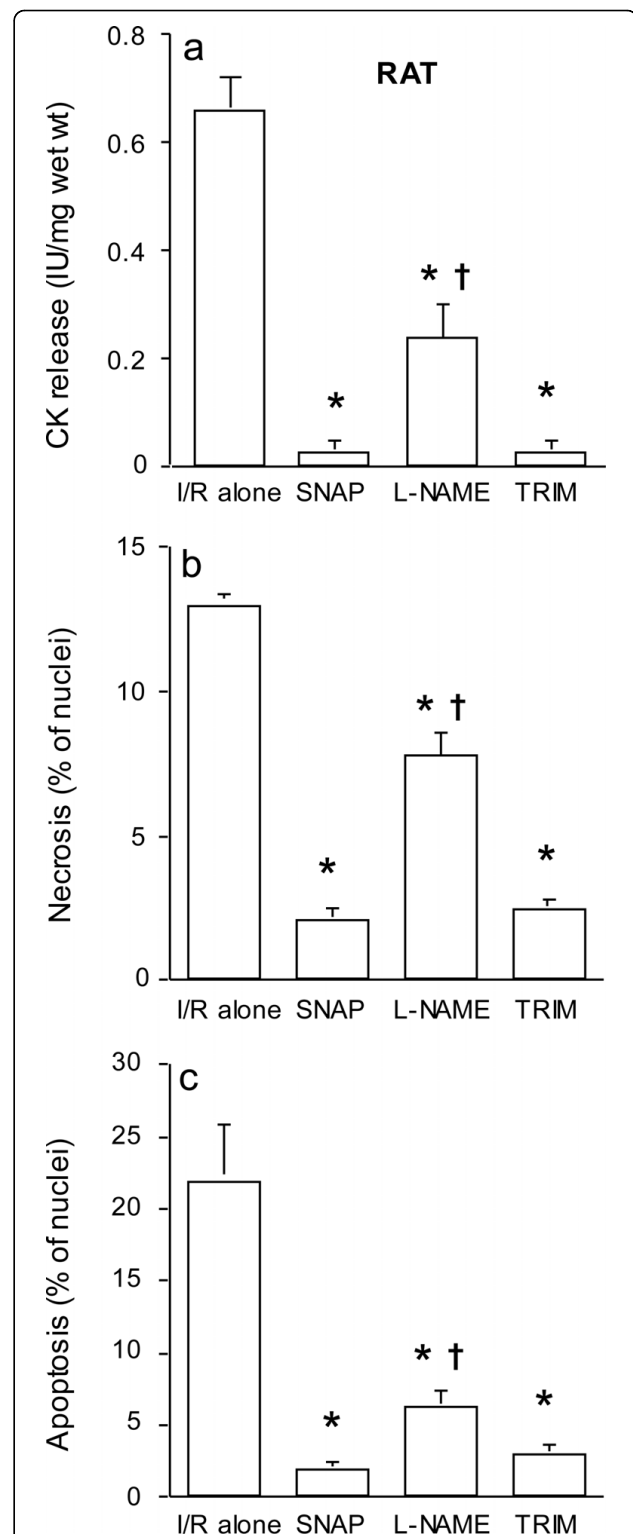 a
RAT
CK release (IU/mg wet wt)
0.8
0.6
0.4
0.2
0
*
* †
*
I/R alone SNAP L-NAME TRIM
b
Necrosis (% of nuclei)
15
10
5
0
*
* †
*
I/R alone SNAP L-NAME TRIM
c
Apoptosis (% of nuclei)
30
25
20
15
10
5
0
*
* †
*
I/R alone SNAP L-NAME TRIM